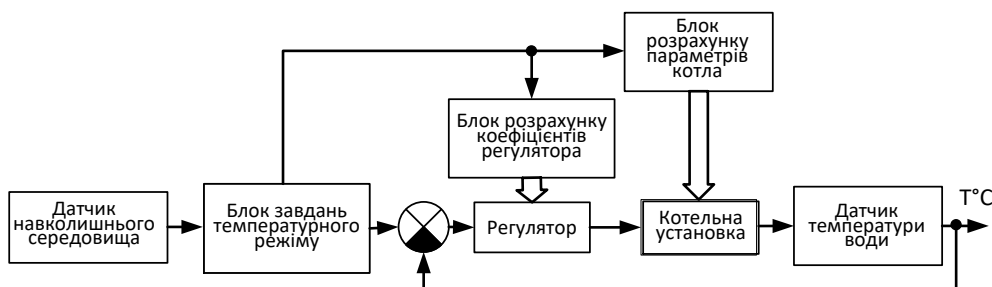 Блок
розрахунку
параметрів
котла
Блок розрахунку
коефіцієнтів
регулятора
Датчик
навколишнього
середовища
Блок завдань
температурного
режіму
Регулятор
Котельна
установка
Датчик
температури
води
T°C